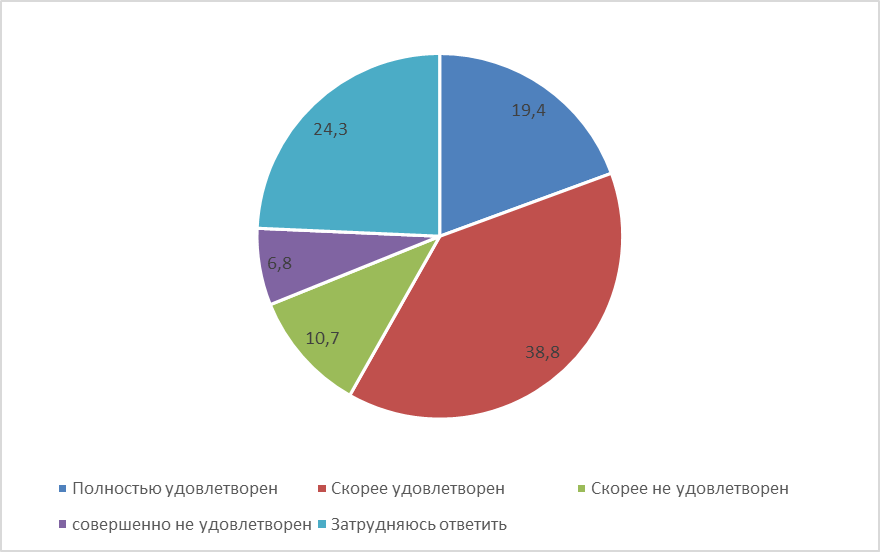 19,4
24,3
6,8
10,7
38,8
Полностью удовлетворен
Скорее удовлетворен
Скорее не удовлетворен
совершенно не удовлетворен
Затрудняюсь ответить